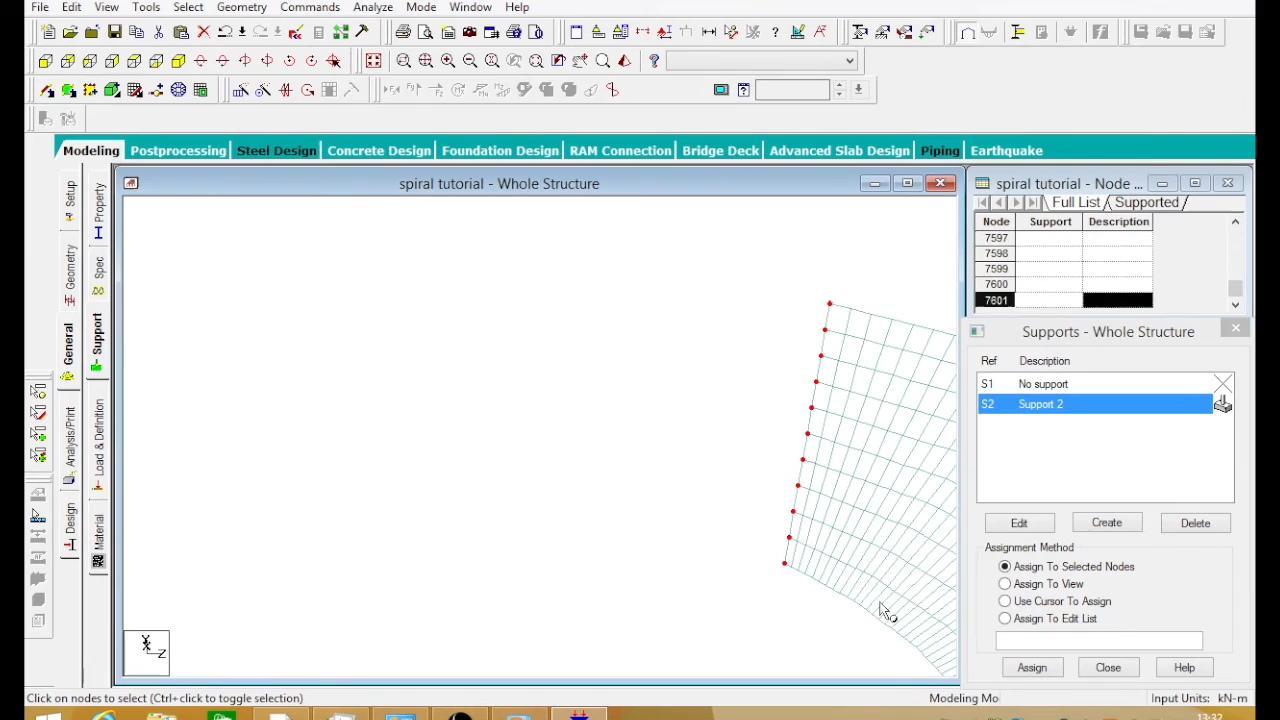 File Edit View Tools Select Geometry Commands Analyze Mode Window Help
Modeling Postprocessing Steel Design Concrete Design Foundation Design RAM Connection Bridge Deck Advanced Slab Design Piping Earthquake
spiral tutorial - Whole Structure
spiral tutorial - Node ...
Full List Supported
Node Support Description
7597
7598
7599
7600
7601
Setup
Geometry
General
Analysis/Print
Design
Property
Spec
Support
Load & Definition
Material
Supports - Whole Structure
Ref Description
S1 No support
S2 Support 2
Edit Create Delete
Assignment Method
Assign To Selected Nodes
Assign To View
Use Cursor To Assign
Assign To Edit List
Assign Close Help
Y
X
Z
Click on nodes to select (Ctrl+click to toggle selection)
Modeling Mo
Input Units: kN-m
13:32